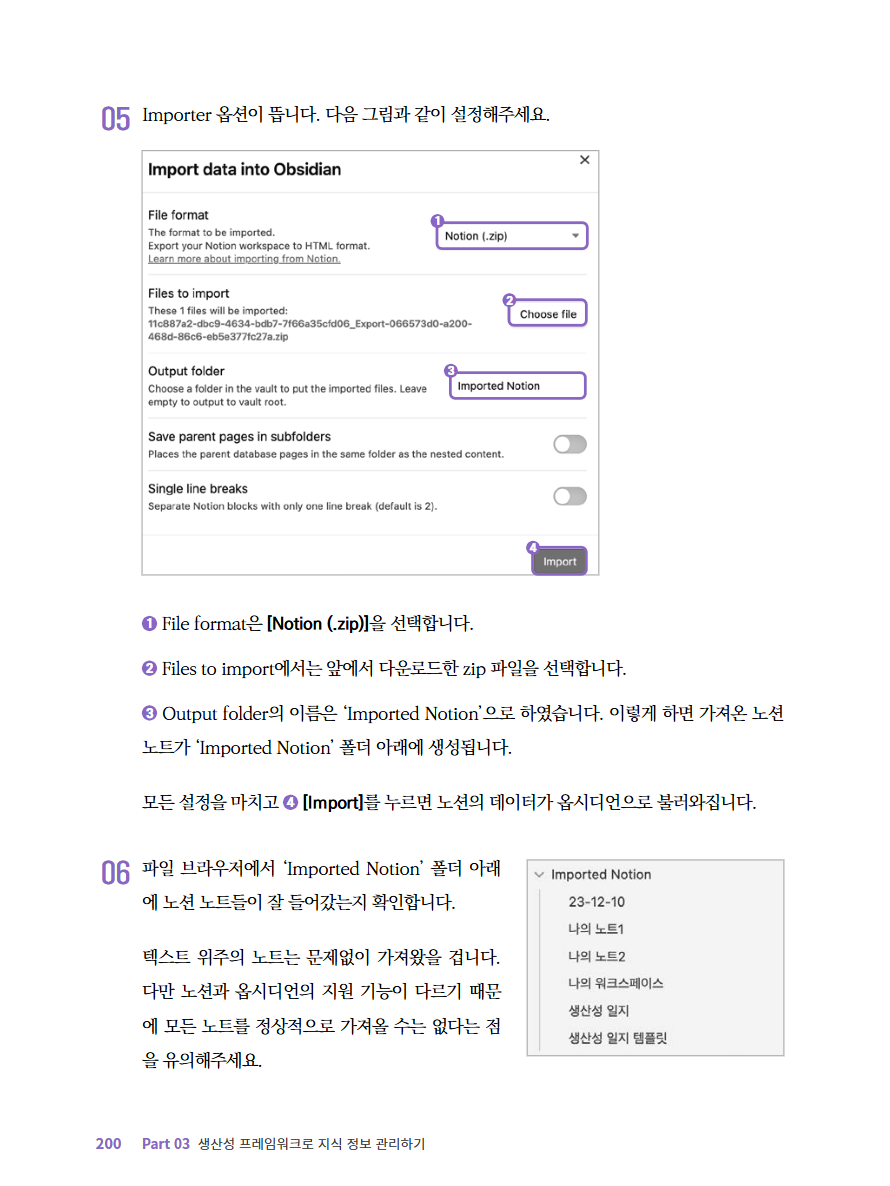 05 Importer 옵션이 뜹니다. 다음 그림과 같이 설정해주세요.
Import data into Obsidian
File format
The format to be imported.
Export your Notion workspace to HTML format.
Learn more about importing from Notion.
❶
Notion (.zip)
Files to import
These 1 files will be imported:
11c887a2-dbc9-4634-bdb7-7f66a35cfd06_Export-066573d0-a200-
468d-86c6-eb5e377fc27a.zip
❷
Choose file
Output folder
Choose a folder in the vault to put the imported files. Leave
empty to output to vault root.
❸
Imported Notion
Save parent pages in subfolders
Places the parent database pages in the same folder as the nested content.
Single line breaks
Separate Notion blocks with only one line break (default is 2).
❹
Import
❶ File format은 [Notion (.zip)]을 선택합니다.
❷ Files to import에서는 앞에서 다운로드한 zip 파일을 선택합니다.
❸ Output folder의 이름은 ‘Imported Notion’으로 하였습니다. 이렇게 하면 가져온 노션
노트가 ‘Imported Notion’ 폴더 아래에 생성됩니다.
모든 설정을 마치고 ❹ [Import]를 누르면 노션의 데이터가 옵시디언으로 불러와집니다.
06 파일 브라우저에서 ‘Imported Notion’ 폴더 아래
에 노션 노트들이 잘 들어갔는지 확인합니다.
텍스트 위주의 노트는 문제없이 가져왔을 겁니다.
다만 노션과 옵시디언의 지원 기능이 다르기 때문
에 모든 노트를 정상적으로 가져올 수는 없다는 점
을 유의해주세요.
Imported Notion
23-12-10
나의 노트1
나의 노트2
나의 워크스페이스
생산성 일지
생산성 일지 템플릿
200 Part 03 생산성 프레임워크로 지식 정보 관리하기